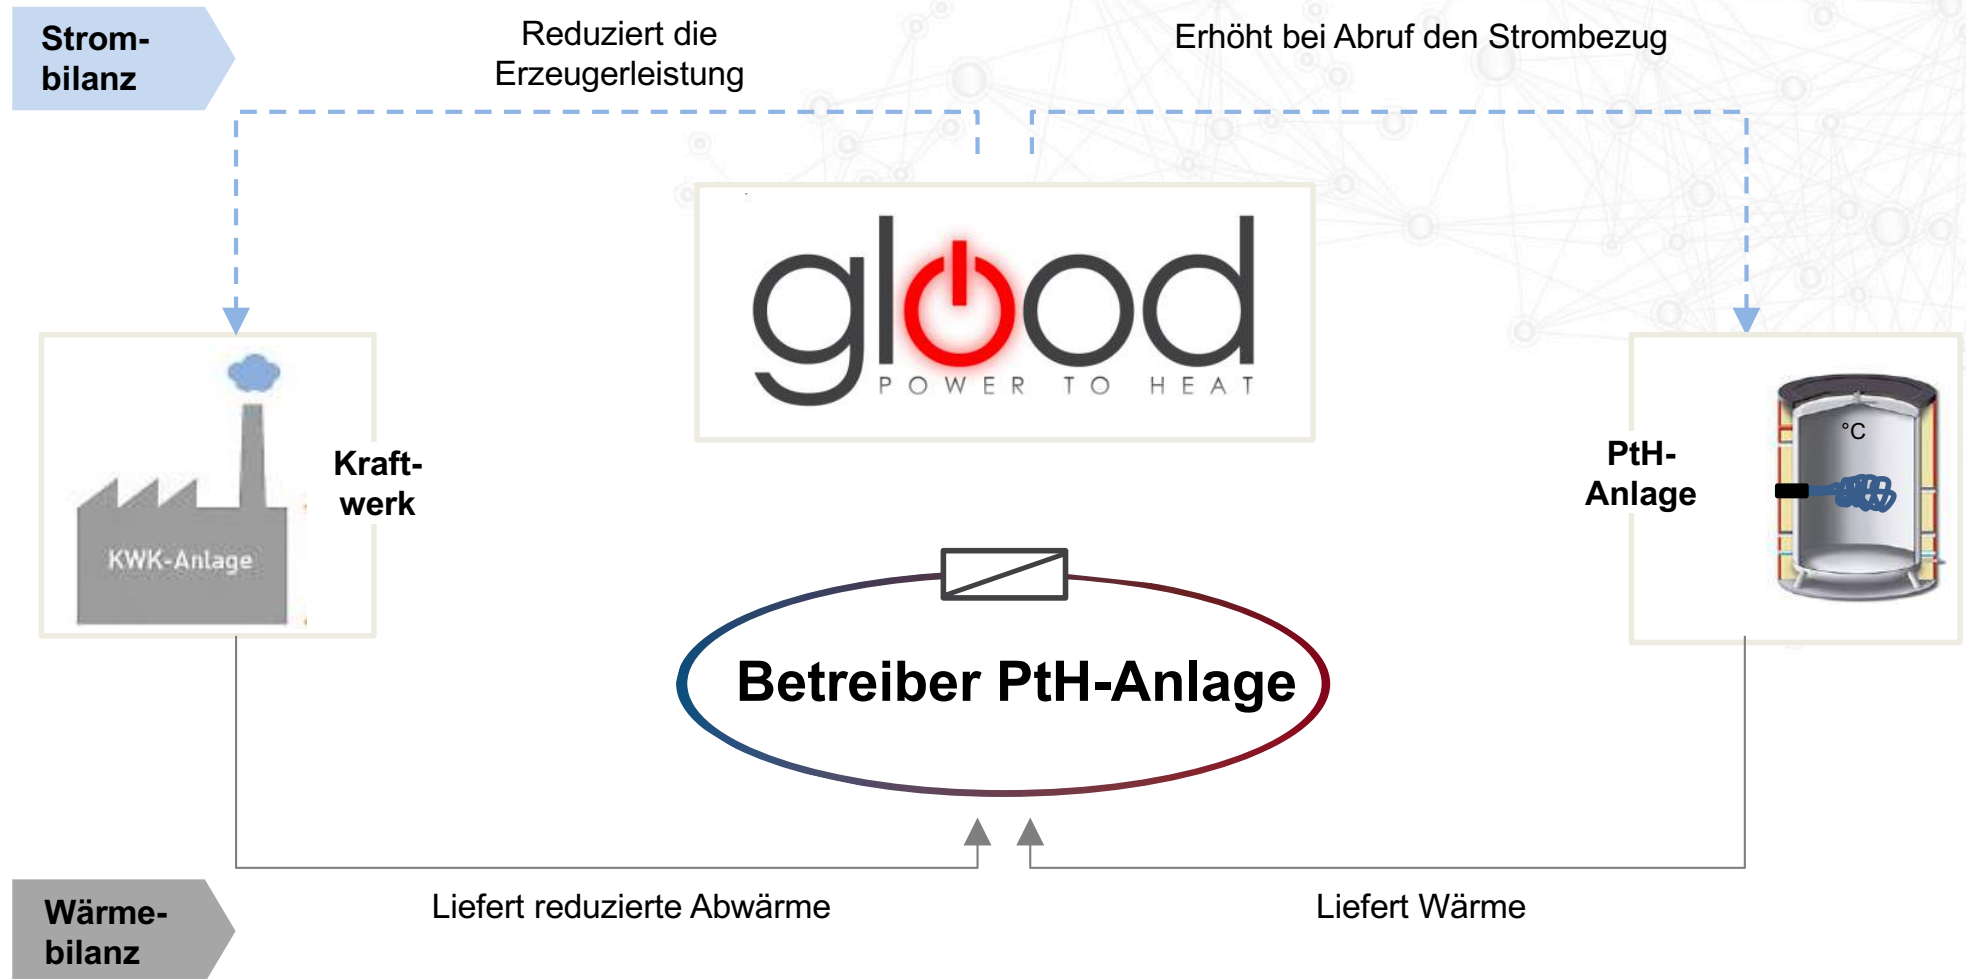 Strom-
bilanz
Reduziert die
Erzeugerleistung
Erhöht bei Abruf den Strombezug
glood
POWER TO HEAT
KWK-Anlage
Kraft-
werk
PtH-
Anlage
°C
Betreiber PtH-Anlage
Liefert reduzierte Abwärme
Liefert Wärme
Wärme-
bilanz